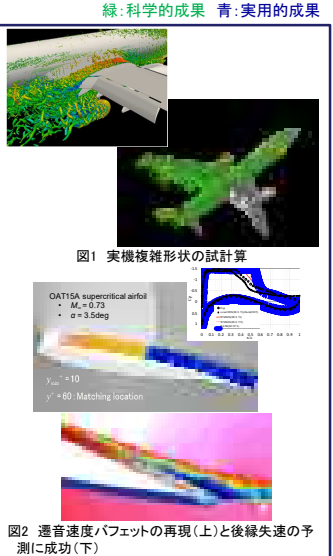 緑:科学的成果 青:実用的成果
図1 実機複雑形状の試計算
OAT15A supercritical airfoil
• M∞ = 0.73
• α = 3.5deg
y⁺ = 60 : Matching location
図2 遷音速度バフェットの再現(上)と後縁失速の予
測に成功(下)